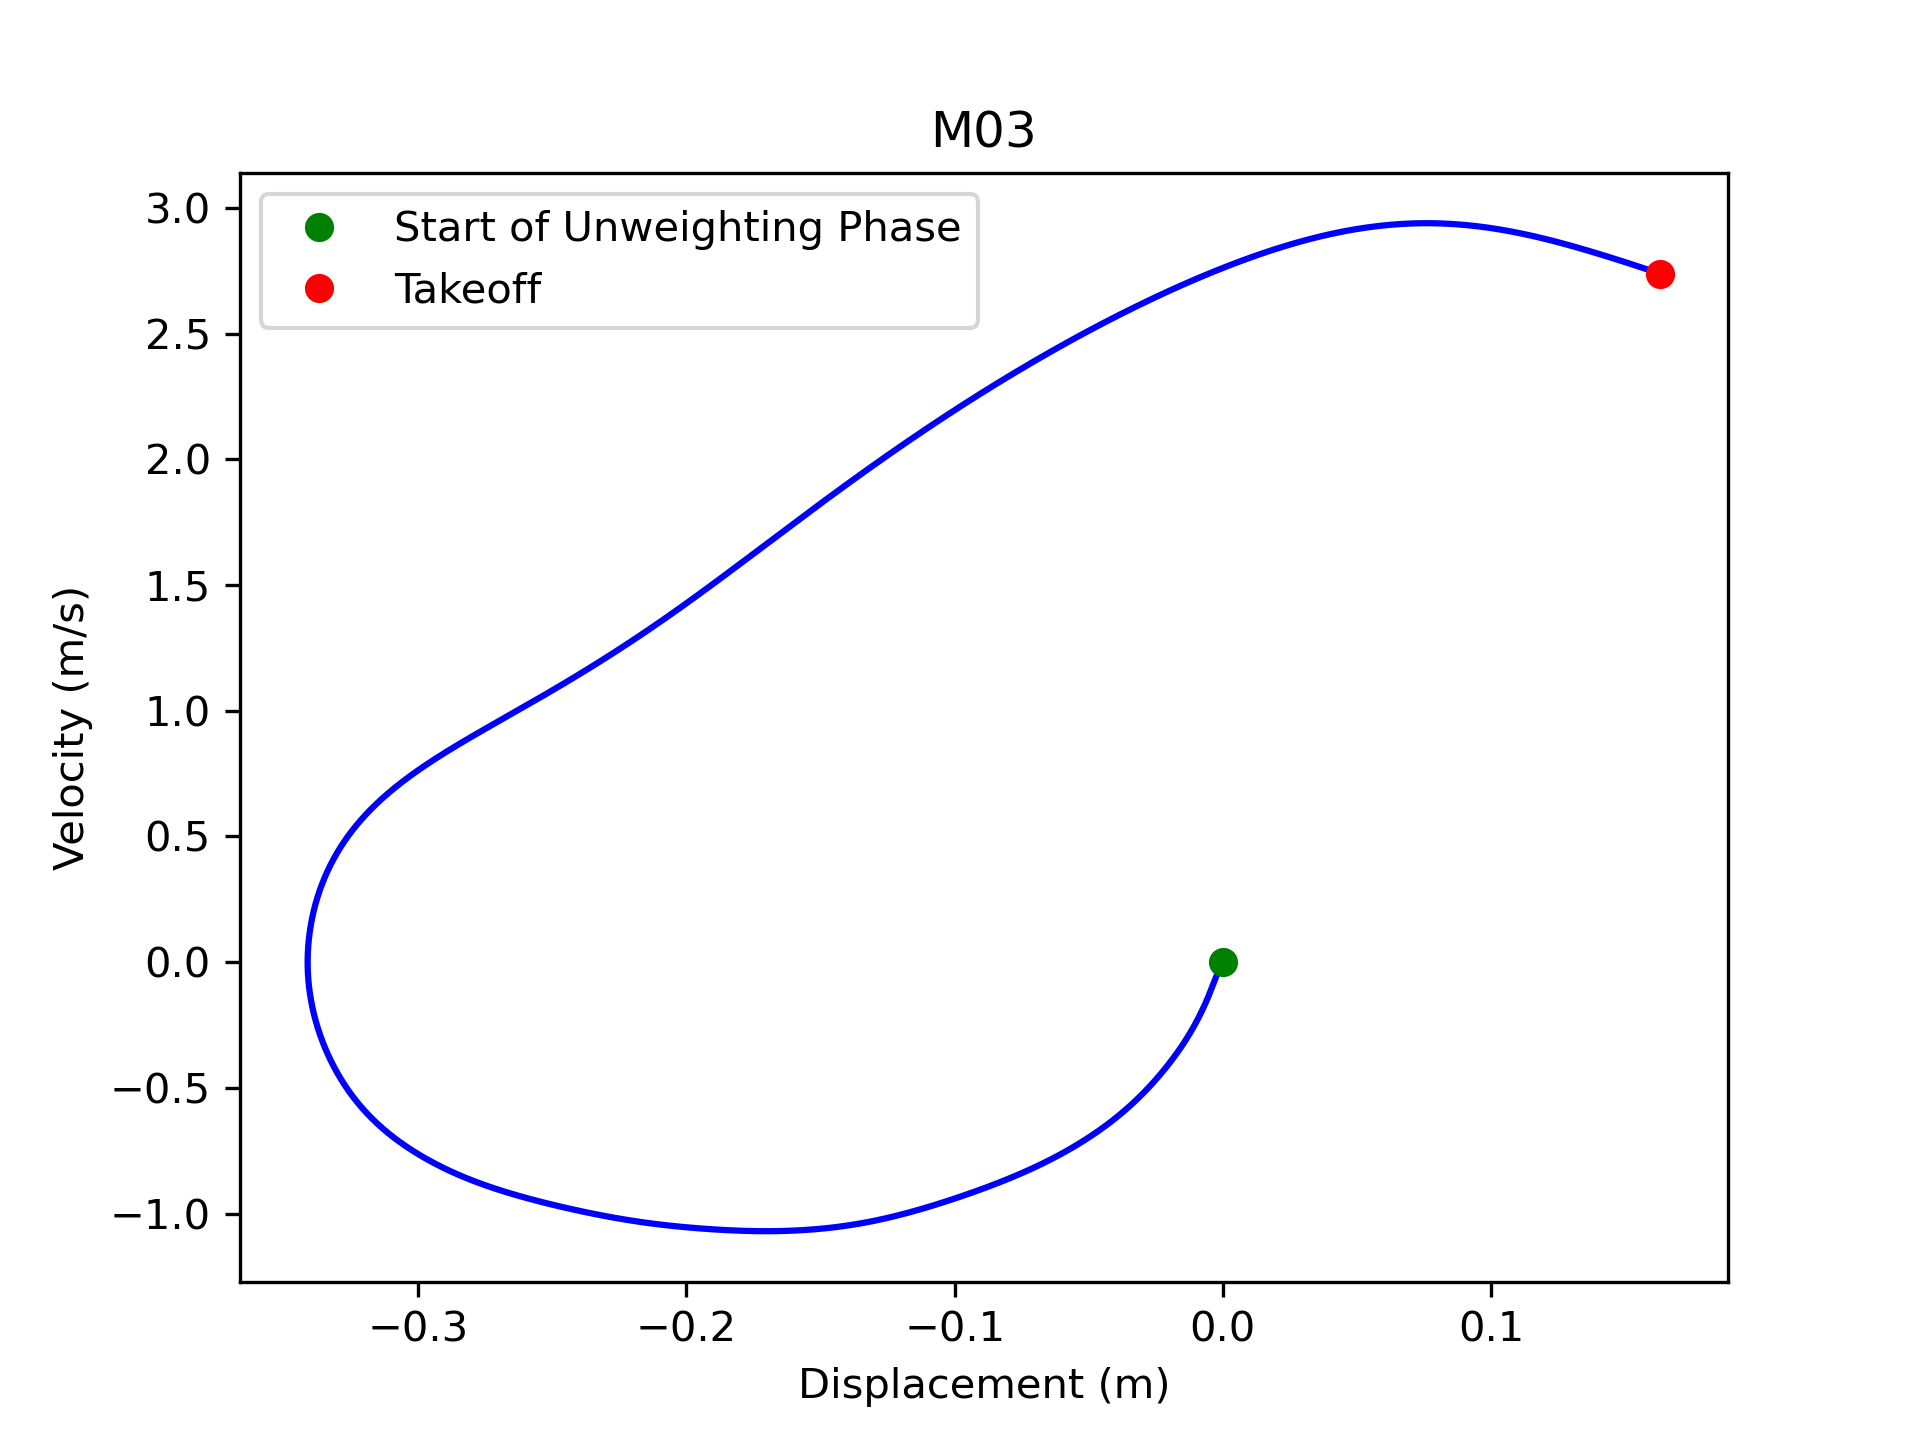 M03
Start of Unweighting Phase
Takeoff
Velocity (m/s)
3.0
2.5
2.0
1.5
1.0
0.5
0.0
−0.5
−1.0
−0.3 −0.2 −0.1 0.0 0.1
Displacement (m)